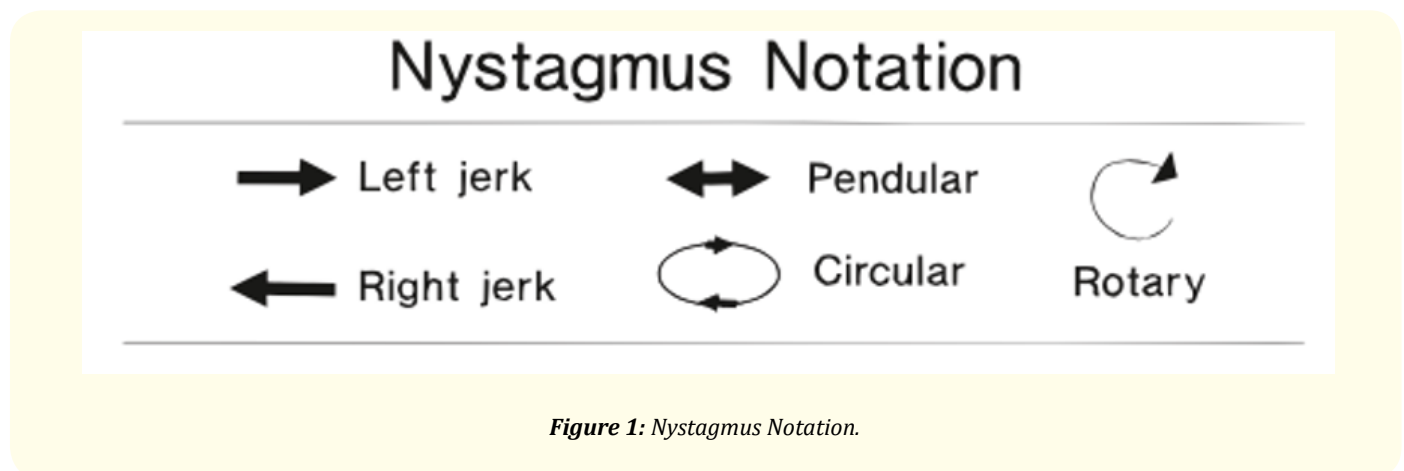 Nystagmus Notation
Left jerk
Pendular
Right jerk
Circular
Rotary
Figure 1: Nystagmus Notation.